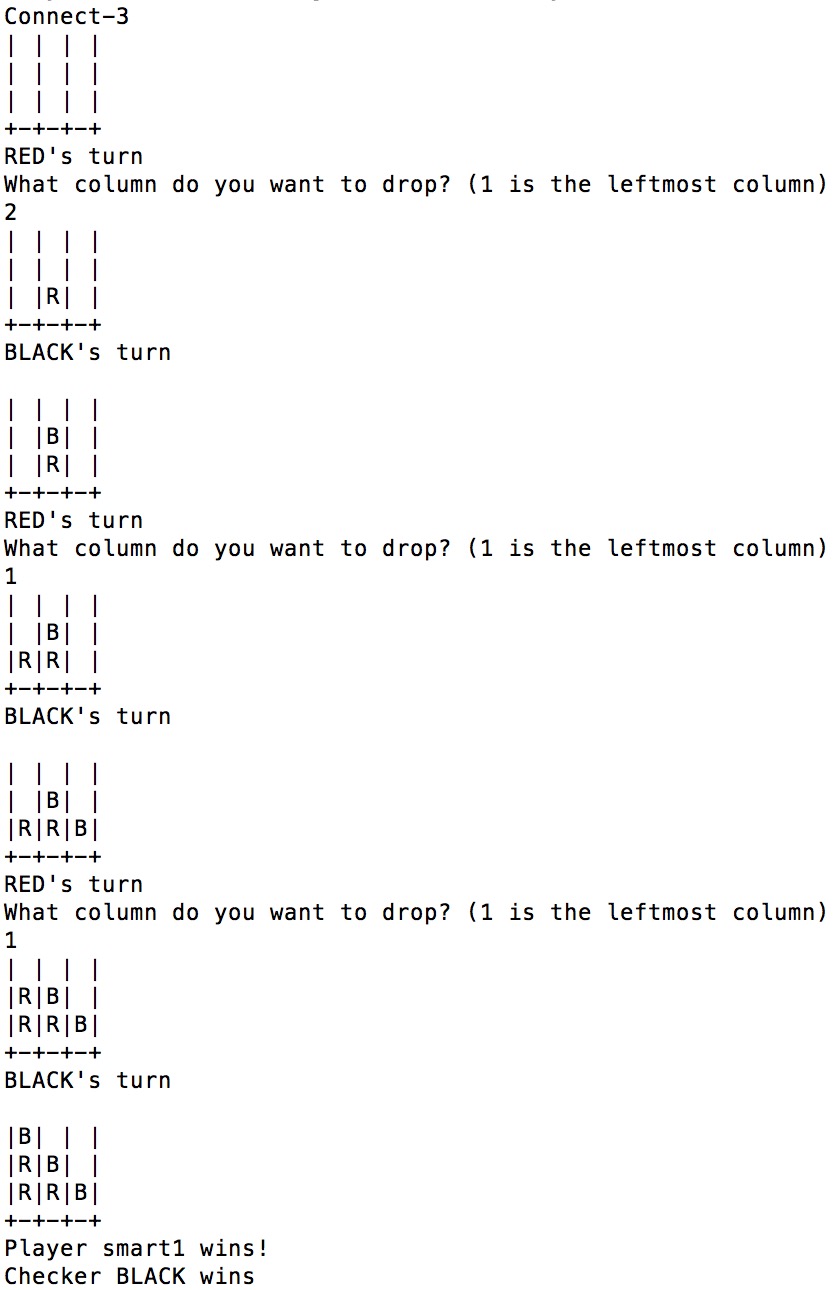 Connect-3
| | | |
| | | |
| | | |
+-+-+-+
RED's turn
What column do you want to drop? (1 is the leftmost column)
2
| | | |
| | | |
| |R| |
+-+-+-+
BLACK's turn

| | | |
| |B| |
| |R| |
+-+-+-+
RED's turn
What column do you want to drop? (1 is the leftmost column)
1
| | | |
| |B| |
|R|R| |
+-+-+-+
BLACK's turn

| | | |
| |B| |
|R|R|B|
+-+-+-+
RED's turn
What column do you want to drop? (1 is the leftmost column)
1
| | | |
|R|B| |
|R|R|B|
+-+-+-+
BLACK's turn

|B| | |
|R|B| |
|R|R|B|
+-+-+-+
Player smart1 wins!
Checker BLACK wins